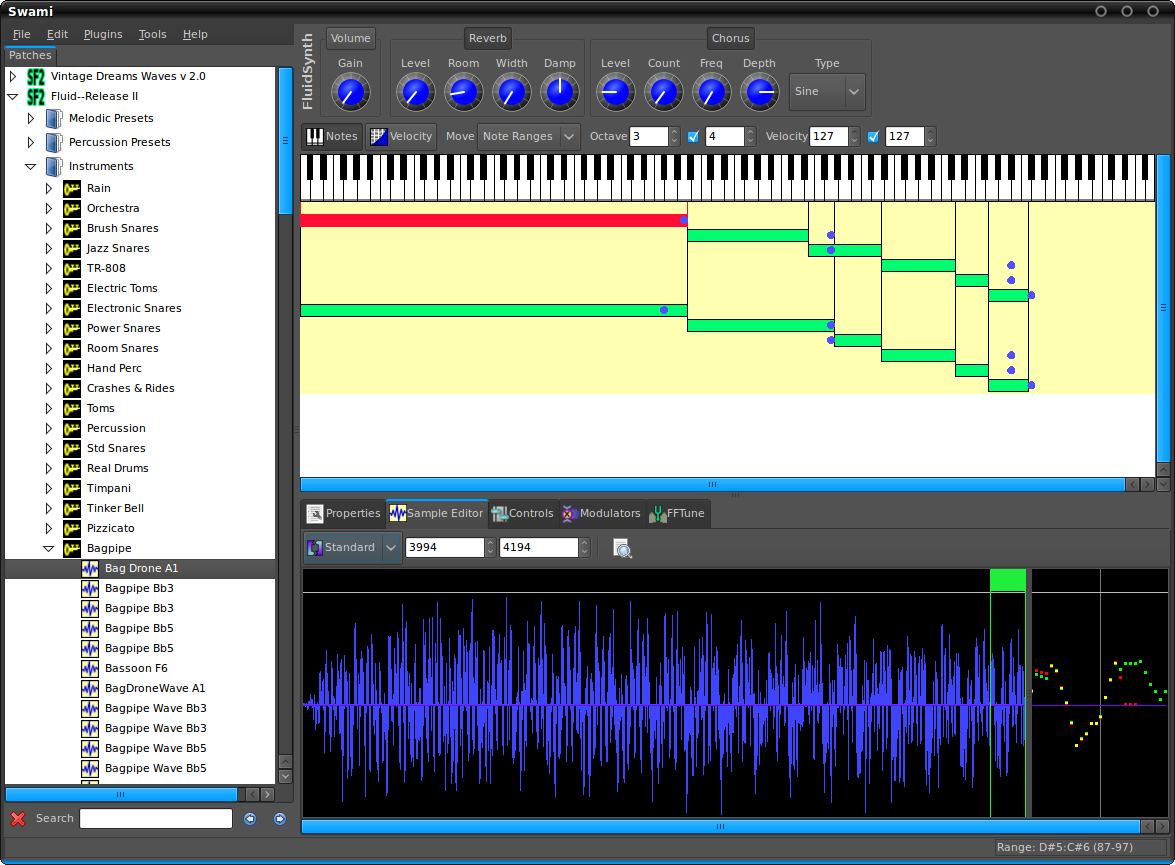 Swami
File Edit Plugins Tools Help
Patches
SF2 Vintage Dreams Waves v 2.0
SF2 Fluid--Release II
Melodic Presets
Percussion Presets
Instruments
Rain
Orchestra
Brush Snares
Jazz Snares
TR-808
Electric Toms
Electronic Snares
Power Snares
Room Snares
Hand Perc
Crashes & Rides
Toms
Percussion
Std Snares
Real Drums
Timpani
Tinker Bell
Pizzicato
Bagpipe
Bag Drone A1
Bagpipe Bb3
Bagpipe Bb3
Bagpipe Bb5
Bagpipe Bb5
Bassoon F6
BagDroneWave A1
Bagpipe Wave Bb3
Bagpipe Wave Bb3
Bagpipe Wave Bb5
Bagpipe Wave Bb5
Search
FluidSynth
Volume Reverb Chorus
Gain Level Room Width Damp Level Count Freq Depth Type
Sine
Notes Velocity Move Note Ranges Octave 3 4 Velocity 127 127
Properties Sample Editor Controls Modulators FFTune
Standard 3994 4194
Range: D#5:C#6 (87-97)